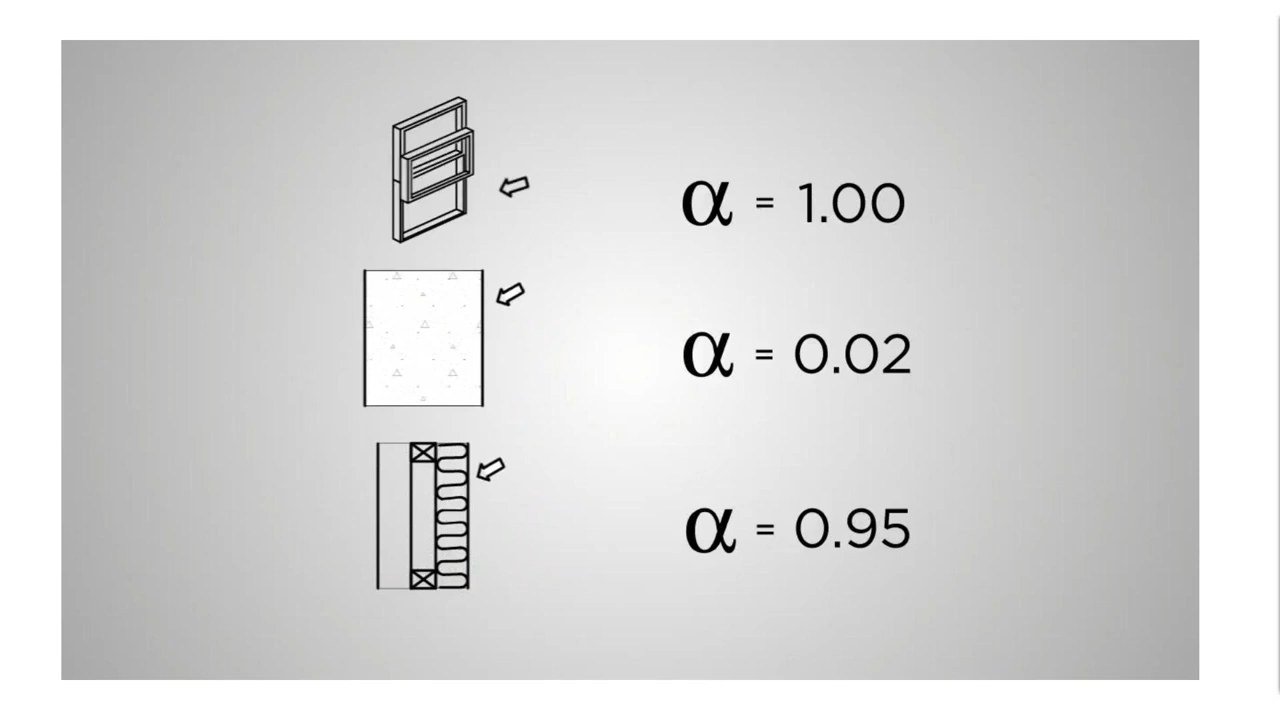 α = 1.00
α = 0.02
α = 0.95